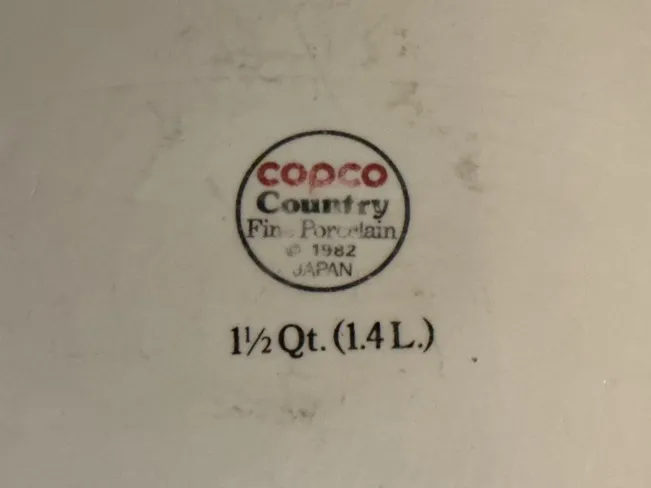 copco
Country
Fine Porcelain
© 1982
JAPAN
1½ Qt. (1.4 L.)